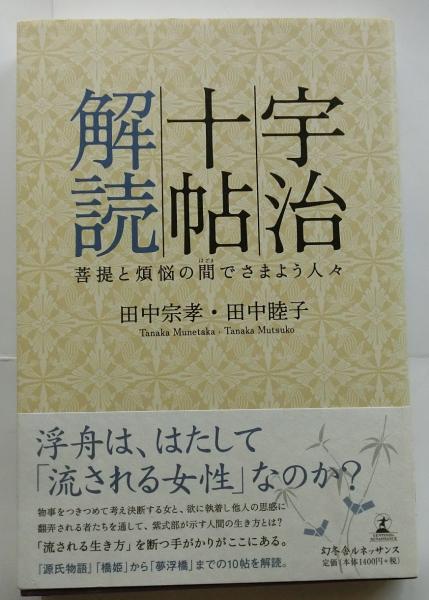 宇治
十帖
解読
菩提と煩悩の間でさまよう人々
はざま
田中宗孝・田中睦子
Tanaka Munetaka · Tanaka Mutsuko
浮舟は、はたして
「流される女性」なのか?
物事をつきつめて考え決断する女と、欲に執着し他人の思惑に
翻弄される者たちを通して、紫式部が示す人間の生き方とは?
「流される生き方」を断つ手がかりがここにある。
『源氏物語』「橋姫」から「夢浮橋」までの10帖を解読。
GENTOSHA
RENAISSANCE
幻冬舎ルネッサンス
定価(本体1400円+税)